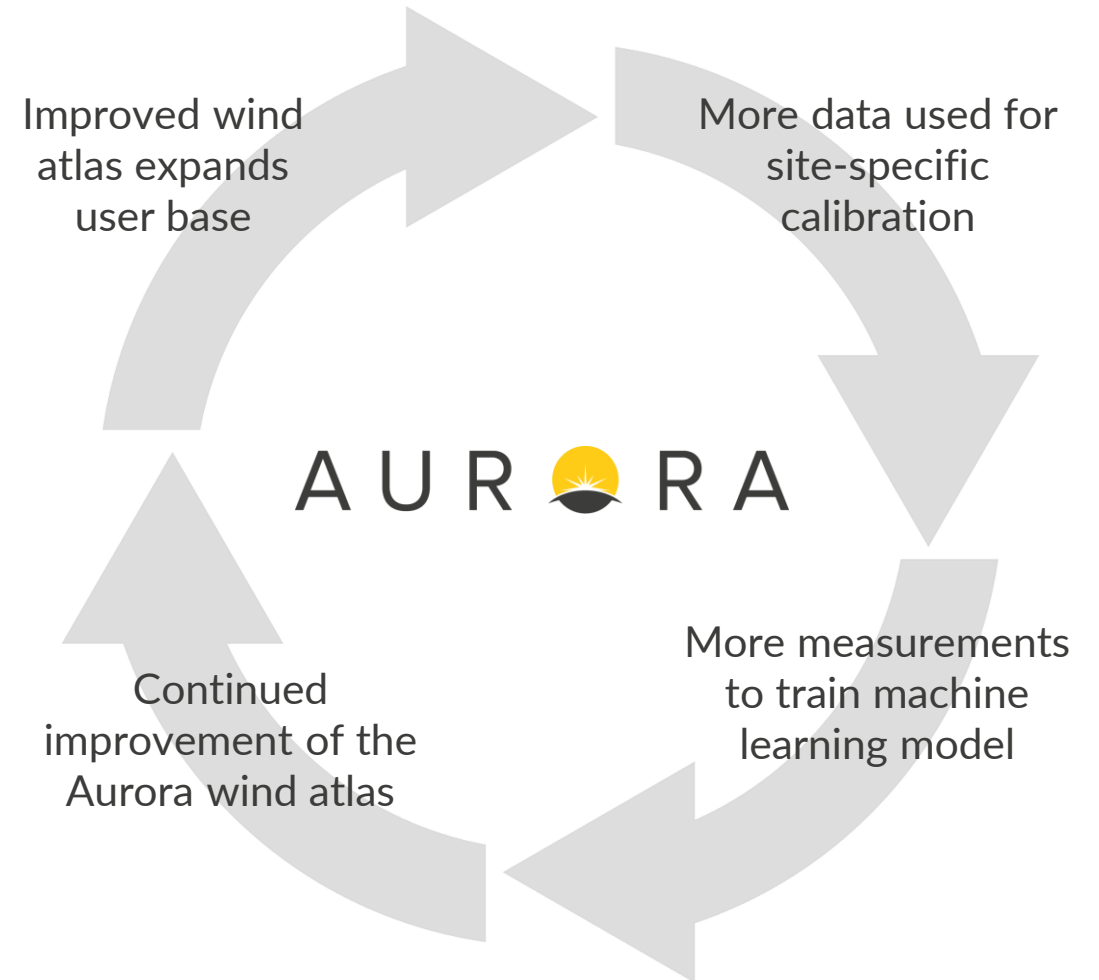 Improved wind
atlas expands
user base
More data used for
site-specific
calibration
AURORA
More measurements
to train machine
learning model
Continued
improvement of the
Aurora wind atlas